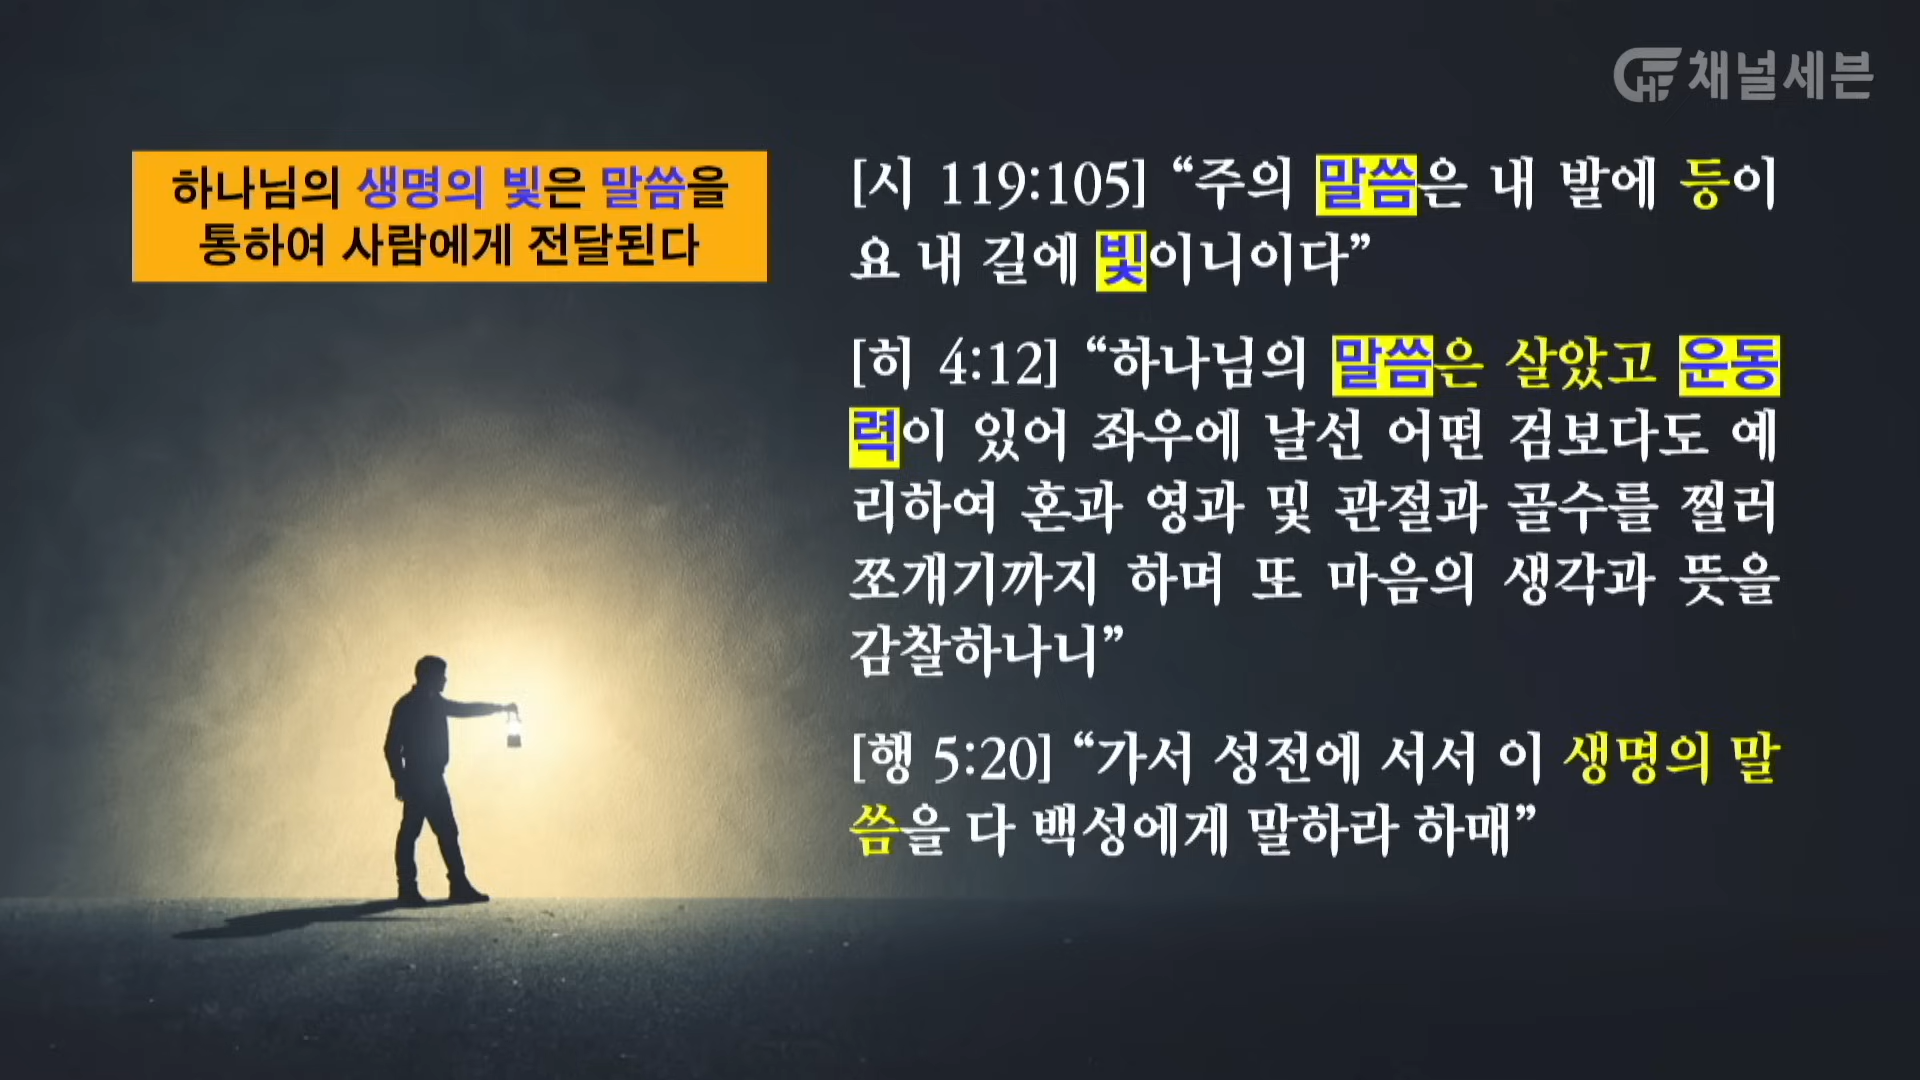 채널세븐
하나님의 생명의 빛은 말씀을
통하여 사람에게 전달된다
[시 119:105] “주의 말씀은 내 발에 등이
요 내 길에 빛이니이다”
[히 4:12] “하나님의 말씀은 살았고 운동
력이 있어 좌우에 날선 어떤 검보다도 예
리하여 혼과 영과 및 관절과 골수를 찔러
쪼개기까지 하며 또 마음의 생각과 뜻을
감찰하나니”
[행 5:20] “가서 성전에 서서 이 생명의 말
씀을 다 백성에게 말하라 하매”